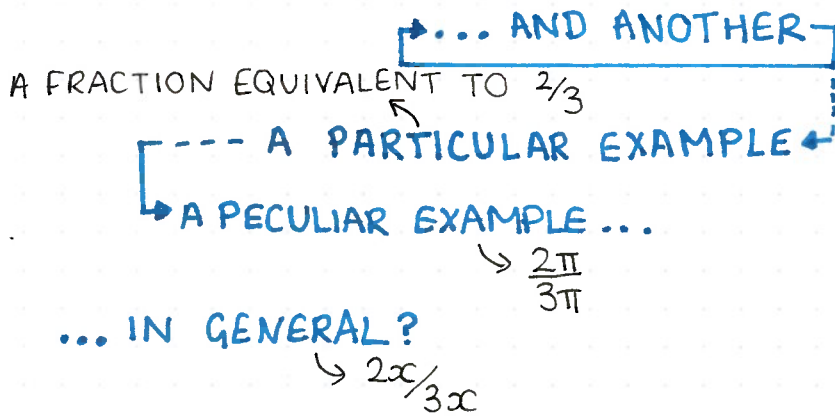 ... AND ANOTHER
A FRACTION EQUIVALENT TO 2/3
A PARTICULAR EXAMPLE
A PECULIAR EXAMPLE ...
2π
3π
... IN GENERAL?
2x/3x